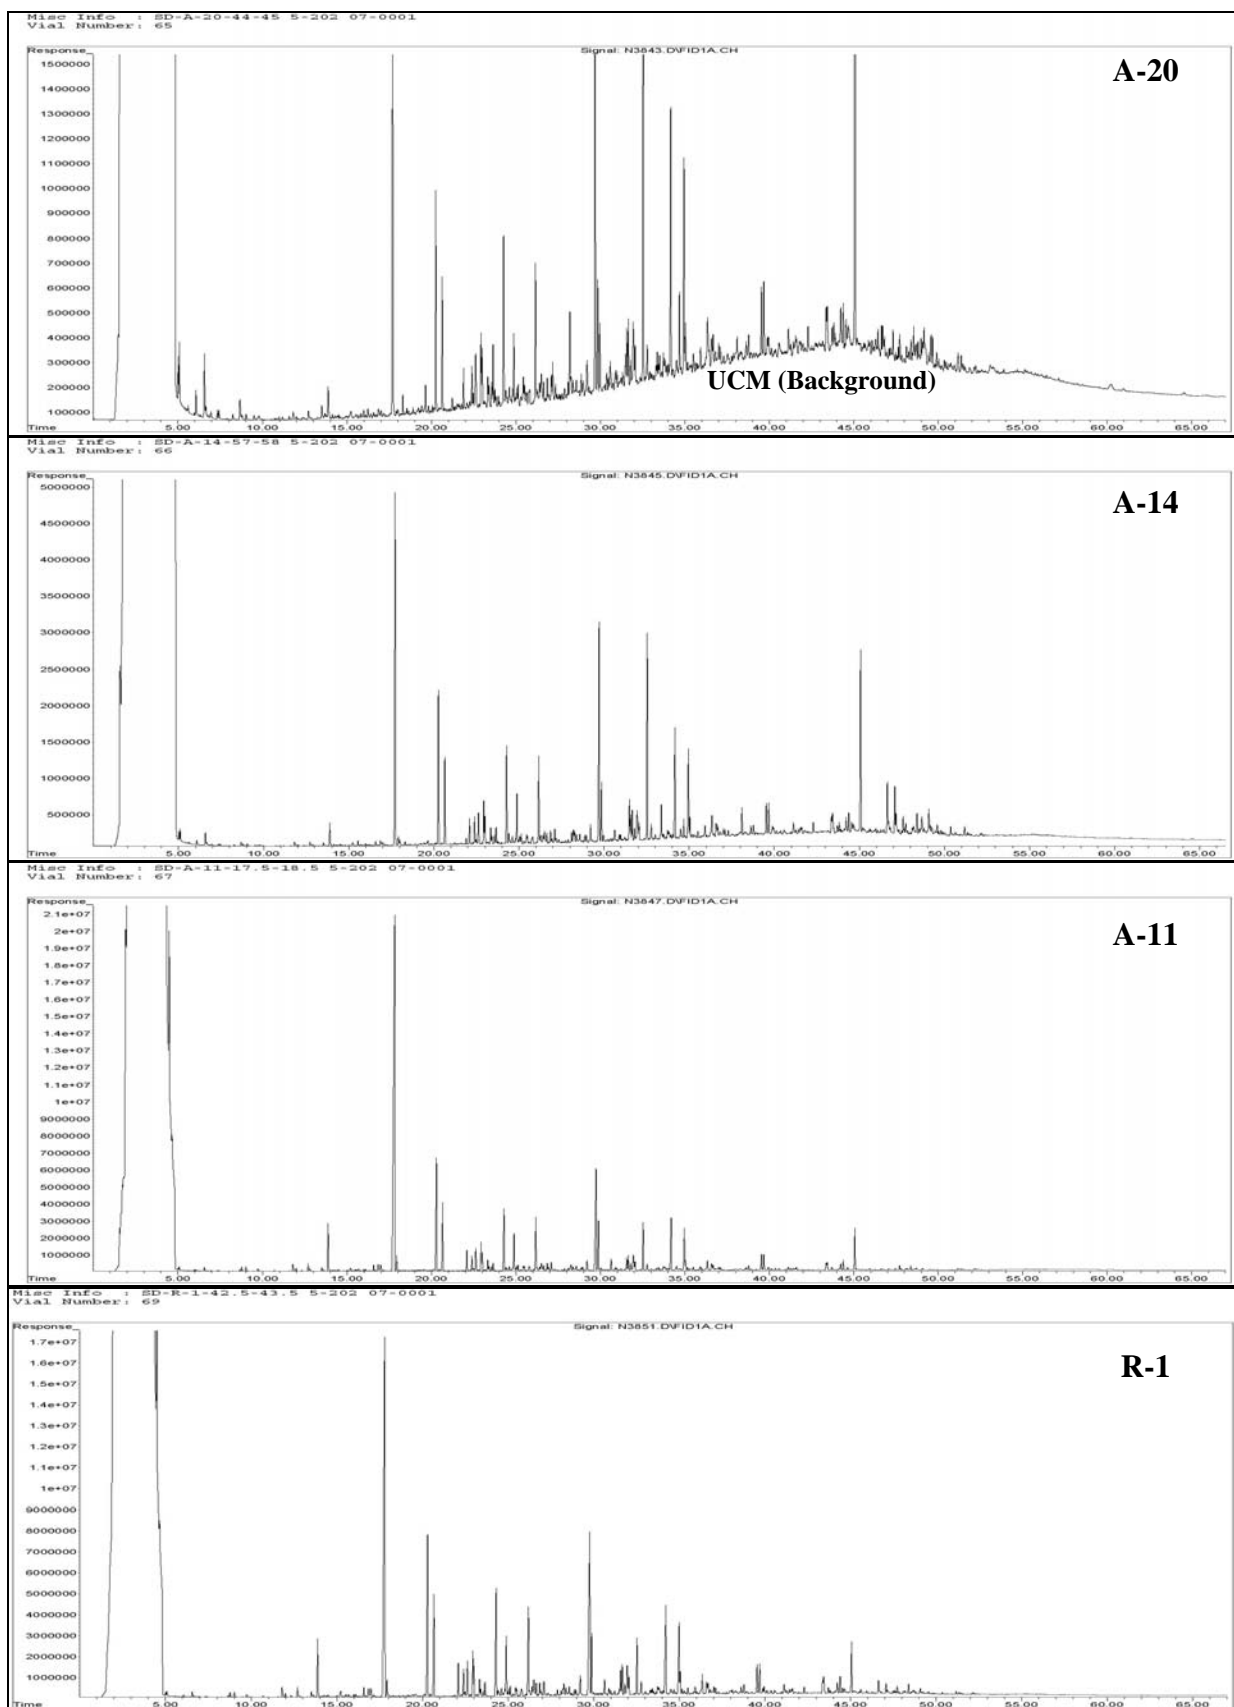 Misc Info : SD-A-20-44-45 5-202 07-0001
Vial Number: 65
Response_
Signal: N3843.D\FID1A.CH
A-20
1500000
1400000
1300000
1200000
1100000
1000000
900000
800000
700000
600000
500000
400000
300000
200000
100000
UCM (Background)
Time
5.00 10.00 15.00 20.00 25.00 30.00 35.00 40.00 45.00 50.00 55.00 60.00 65.00
Misc Info : SD-A-14-57-58 5-202 07-0001
Vial Number: 66
Response_
Signal: N3845.D\FID1A.CH
A-14
5000000
4500000
4000000
3500000
3000000
2500000
2000000
1500000
1000000
500000
Time
5.00 10.00 15.00 20.00 25.00 30.00 35.00 40.00 45.00 50.00 55.00 60.00 65.00
Misc Info : SD-A-11-17.5-18.5 5-202 07-0001
Vial Number: 67
Response_
Signal: N3847.D\FID1A.CH
A-11
2.1e+07
2e+07
1.9e+07
1.8e+07
1.7e+07
1.6e+07
1.5e+07
1.4e+07
1.3e+07
1.2e+07
1.1e+07
1e+07
9000000
8000000
7000000
6000000
5000000
4000000
3000000
2000000
1000000
Time
5.00 10.00 15.00 20.00 25.00 30.00 35.00 40.00 45.00 50.00 55.00 60.00 65.00
Misc Info : SD-R-1-42.5-43.5 5-202 07-0001
Vial Number: 69
Response_
Signal: N3851.D\FID1A.CH
R-1
1.7e+07
1.6e+07
1.5e+07
1.4e+07
1.3e+07
1.2e+07
1.1e+07
1e+07
9000000
8000000
7000000
6000000
5000000
4000000
3000000
2000000
1000000
Time
5.00 10.00 15.00 20.00 25.00 30.00 35.00 40.00 45.00 50.00 55.00 60.00 65.00